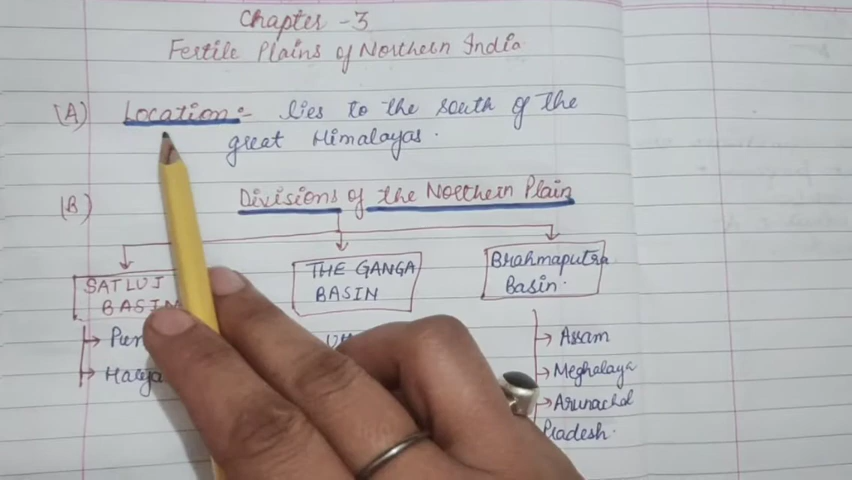 Chapter -3
Fertile Plains of Northern India
(A) Location :- lies to the south of the
great Himalayas.
(B) Divisions of the Northern Plain
SATLUJ BASIN
THE GANGA BASIN
Brahmaputra Basin.
→ Assam
→ Meghalaya
→ Arunachal
Pradesh.